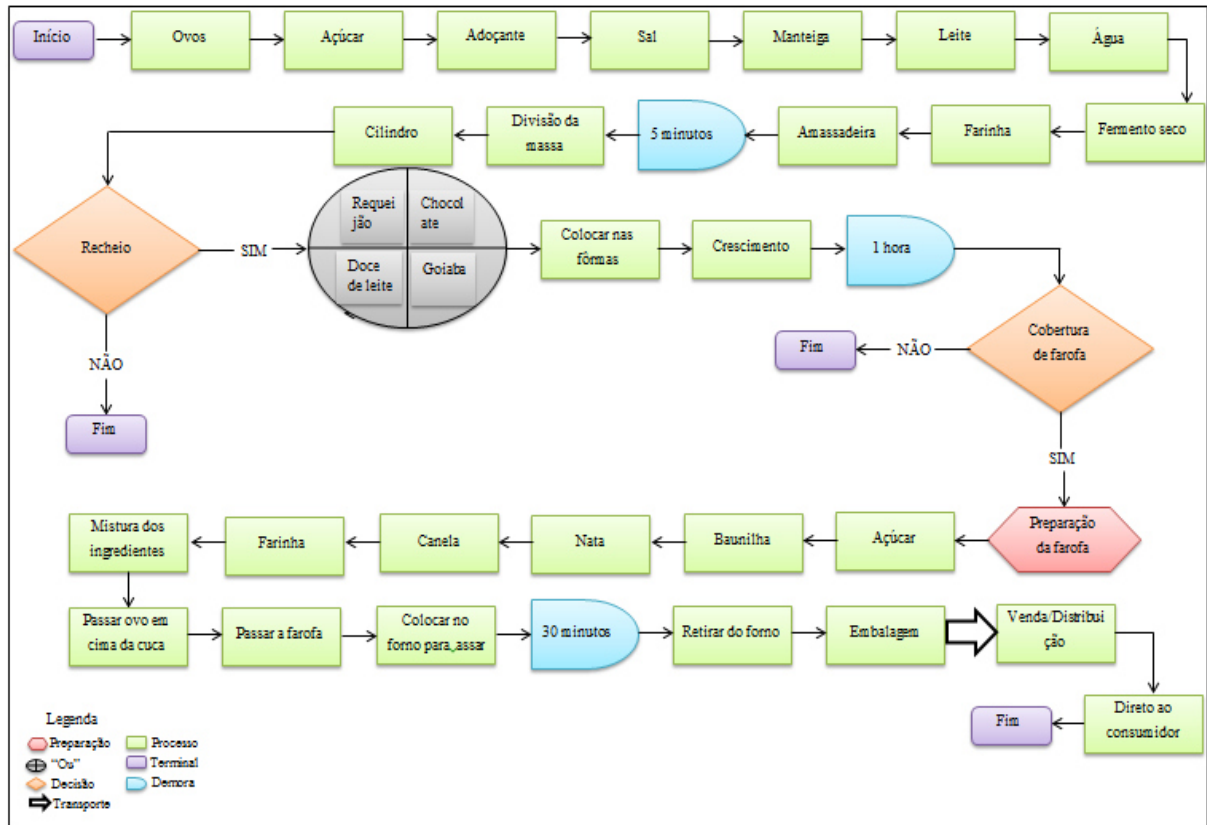 Início
Ovos
Açúcar
Adoçante
Sal
Manteiga
Leite
Água
Fermento seco
Farinha
Amassadeira
5 minutos
Divisão da
massa
Cilindro
Recheio
SIM
NÃO
Fim
Requei
jão
Chocol
ate
Doce
de leite
Goiaba
Colocar nas
fôrmas
Crescimento
1 hora
Cobertura
de farofa
NÃO
Fim
SIM
Preparação
da farofa
Açúcar
Baunilha
Nata
Canela
Farinha
Mistura dos
ingredientes
Passar ovo em
cima da cuca
Passar a farofa
Colocar no
forno para assar
30 minutos
Retirar do forno
Embalagem
Venda/Distribui
ção
Direto ao
consumidor
Fim
Legenda
Preparação
Processo
"Ou"
Terminal
Decisão
Demora
Transporte